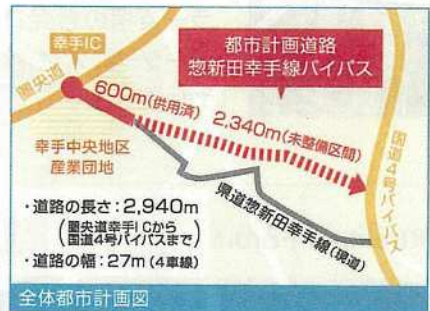 幸手IC
圏央道
都市計画道路
惣新田幸手線バイパス
600m(供用済)
2,340m(未整備区間)
幸手中央地区
産業団地
国道4号バイパス
県道惣新田幸手線(現道)
・道路の長さ:2,940m
(圏央道幸手ICから
国道4号バイパスまで)
・道路の幅:27m(4車線)
全体都市計画図